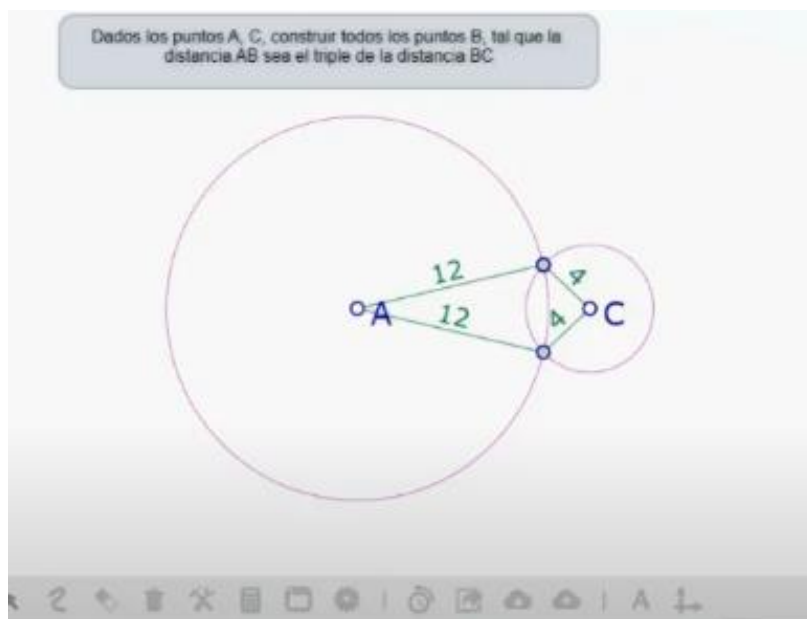 Dados los puntos A, C, construir todos los puntos B, tal que la
distancia AB sea el triple de la distancia BC
12
4
A
12
4
C
A